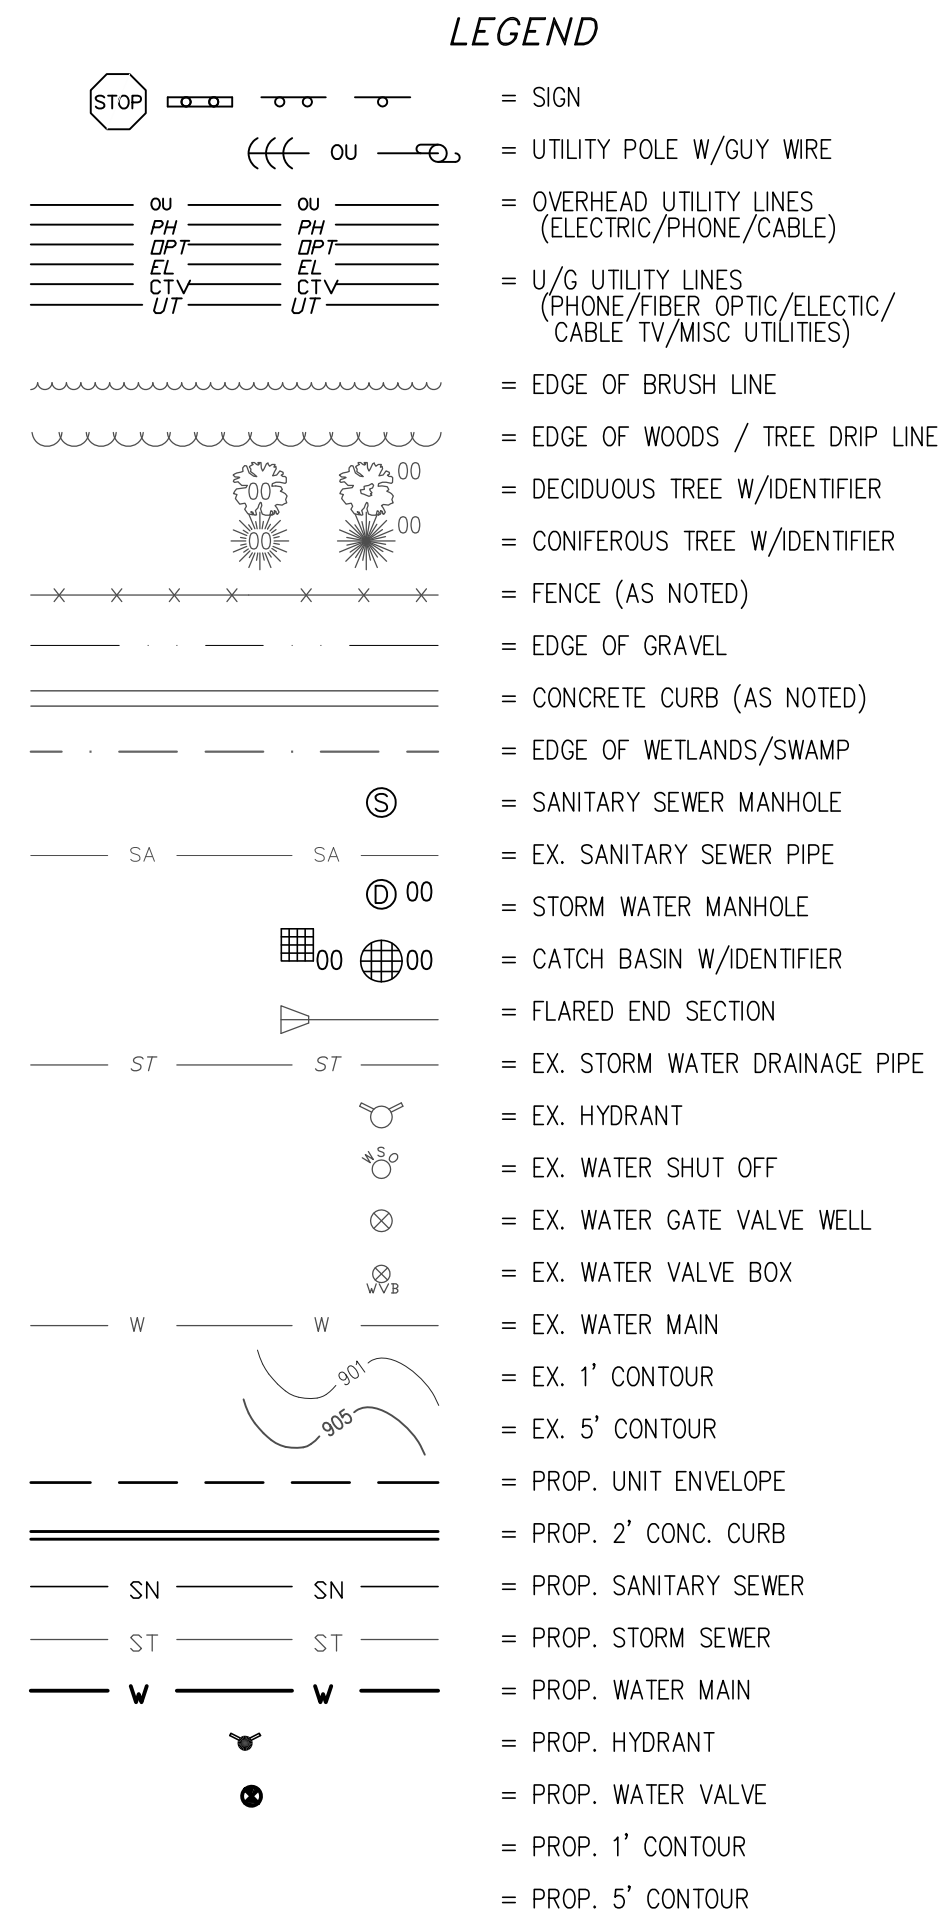 LEGEND
STOP = SIGN
OU = UTILITY POLE W/GUY WIRE
OU OU = OVERHEAD UTILITY LINES
PH PH (ELECTRIC/PHONE/CABLE)
OPT OPT
EL EL
CTV CTV = U/G UTILITY LINES
UT UT (PHONE/FIBER OPTIC/ELECTIC/
CABLE TV/MISC UTILITIES)
= EDGE OF BRUSH LINE
= EDGE OF WOODS / TREE DRIP LINE
00 00 = DECIDUOUS TREE W/IDENTIFIER
00 00 = CONIFEROUS TREE W/IDENTIFIER
X X X X X X X = FENCE (AS NOTED)
= EDGE OF GRAVEL
= CONCRETE CURB (AS NOTED)
= EDGE OF WETLANDS/SWAMP
S = SANITARY SEWER MANHOLE
SA SA = EX. SANITARY SEWER PIPE
D 00 = STORM WATER MANHOLE
00 00 = CATCH BASIN W/IDENTIFIER
= FLARED END SECTION
ST ST = EX. STORM WATER DRAINAGE PIPE
= EX. HYDRANT
WSO = EX. WATER SHUT OFF
= EX. WATER GATE VALVE WELL
WVB = EX. WATER VALVE BOX
W W = EX. WATER MAIN
901 = EX. 1' CONTOUR
905 = EX. 5' CONTOUR
= PROP. UNIT ENVELOPE
= PROP. 2' CONC. CURB
SN SN = PROP. SANITARY SEWER
ST ST = PROP. STORM SEWER
W W = PROP. WATER MAIN
= PROP. HYDRANT
= PROP. WATER VALVE
= PROP. 1' CONTOUR
= PROP. 5' CONTOUR